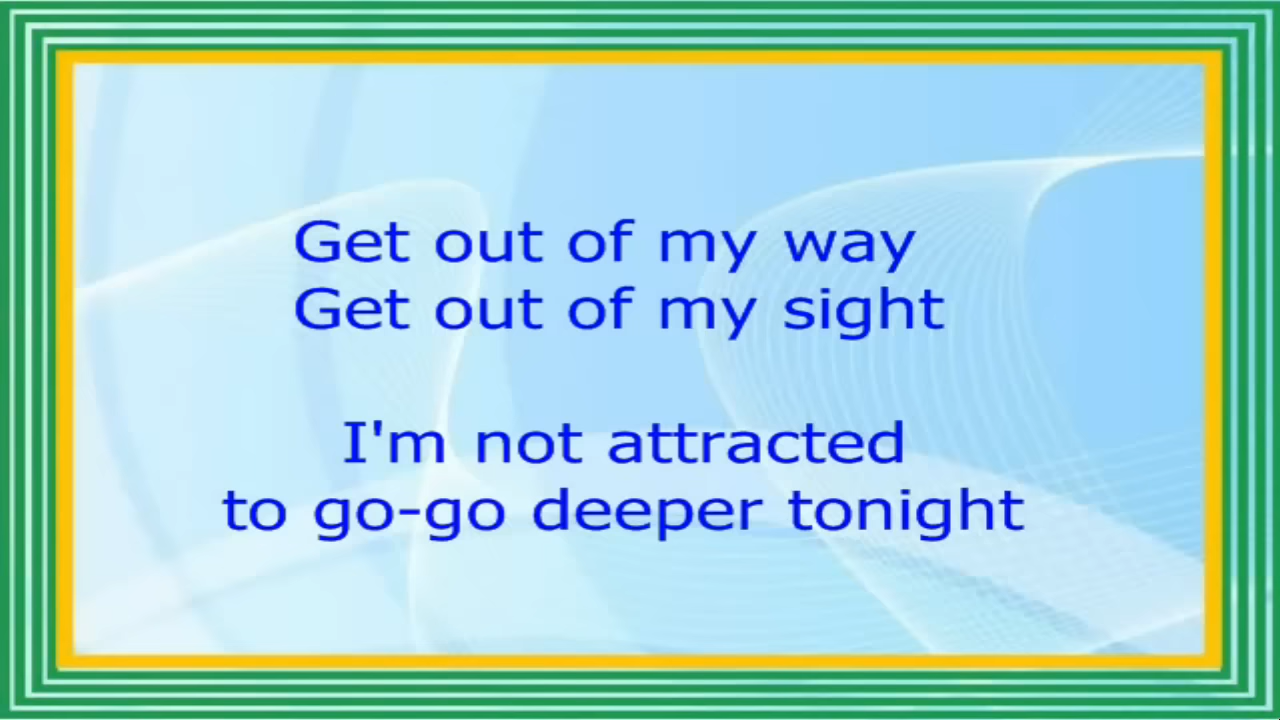 Get out of my way
Get out of my sight
I'm not attracted
to go-go deeper tonight